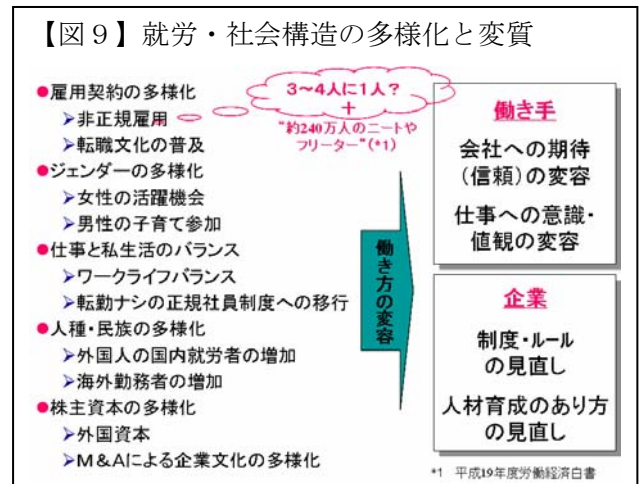 【図９】就労・社会構造の多様化と変質
●雇用契約の多様化
➢非正規雇用
➢転職文化の普及
●ジェンダーの多様化
➢女性の活躍機会
➢男性の子育て参加
●仕事と私生活のバランス
➢ワークライフバランス
➢転勤ナシの正規社員制度への移行
●人種・民族の多様化
➢外国人の国内就労者の増加
➢海外勤務者の増加
●株主資本の多様化
➢外国資本
➢M&Aによる企業文化の多様化
3～4人に1人？
＋
“約240万人のニートや
フリーター”(*1)
働き方の変容
働き手
会社への期待
（信頼）の変容
仕事への意識・
値観の変容
企業
制度・ルール
の見直し
人材育成のあり方
の見直し
*1 平成19年度労働経済白書